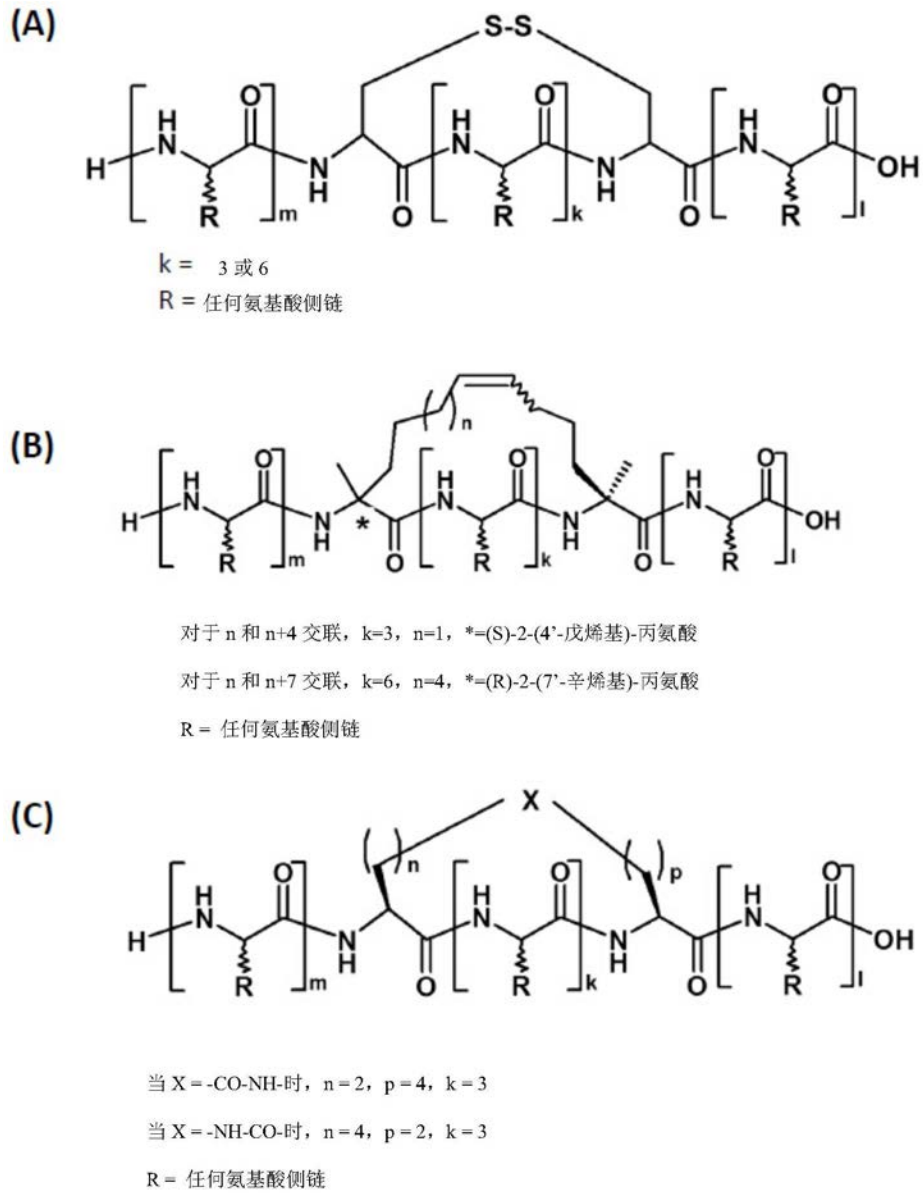 (A)
S-S
H N O H N O H N O
H N H R m O R k N H O R l OH
k = 3 或 6
R = 任何氨基酸侧链
(B)
( ) n
H N O H N O H N O
H N H * R m O R k N H O R l OH
对于 n 和 n+4 交联，k=3，n=1，*=(S)-2-(4’-戊烯基)-丙氨酸
对于 n 和 n+7 交联，k=6，n=4，*=(R)-2-(7’-辛烯基)-丙氨酸
R = 任何氨基酸侧链
(C)
X
( ) n ( ) p
H N O H N O H N O
H N H R m O R k N H O R l OH
当 X = -CO-NH-时，n = 2，p = 4，k = 3
当 X = -NH-CO-时，n = 4，p = 2，k = 3
R = 任何氨基酸侧链